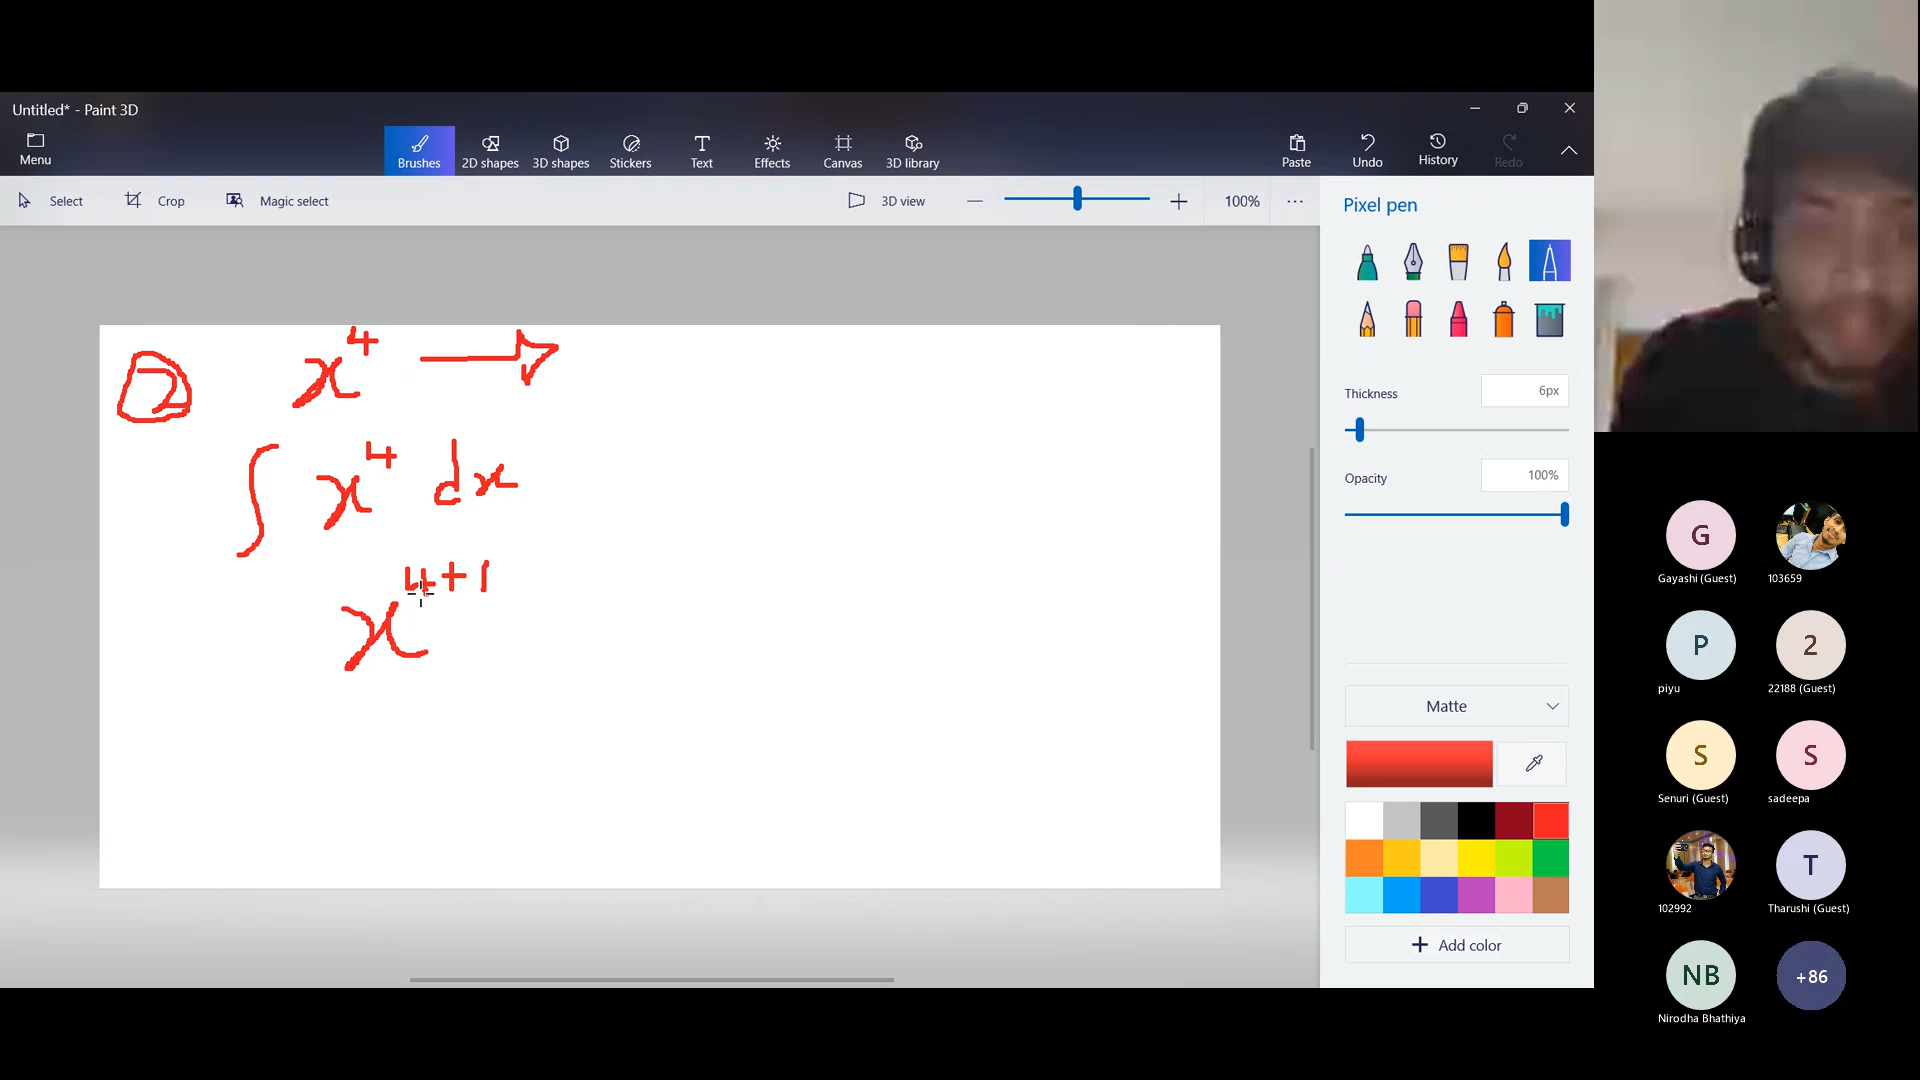 Untitled* - Paint 3D
Menu
Brushes
2D shapes
3D shapes
Stickers
Text
Effects
Canvas
3D library
Paste
Undo
History
Redo
Select
Crop
Magic select
3D view
100%
Pixel pen
Thickness
6px
Opacity
100%
Matte
Add color
2 x⁴ →
∫ x⁴ dx
x⁴⁺¹
G
Gayashi (Guest)
103659
P
piyu
2
22188 (Guest)
S
Senuri (Guest)
S
sadeepa
102992
T
Tharushi (Guest)
NB
Nirodha Bhathiya
+86